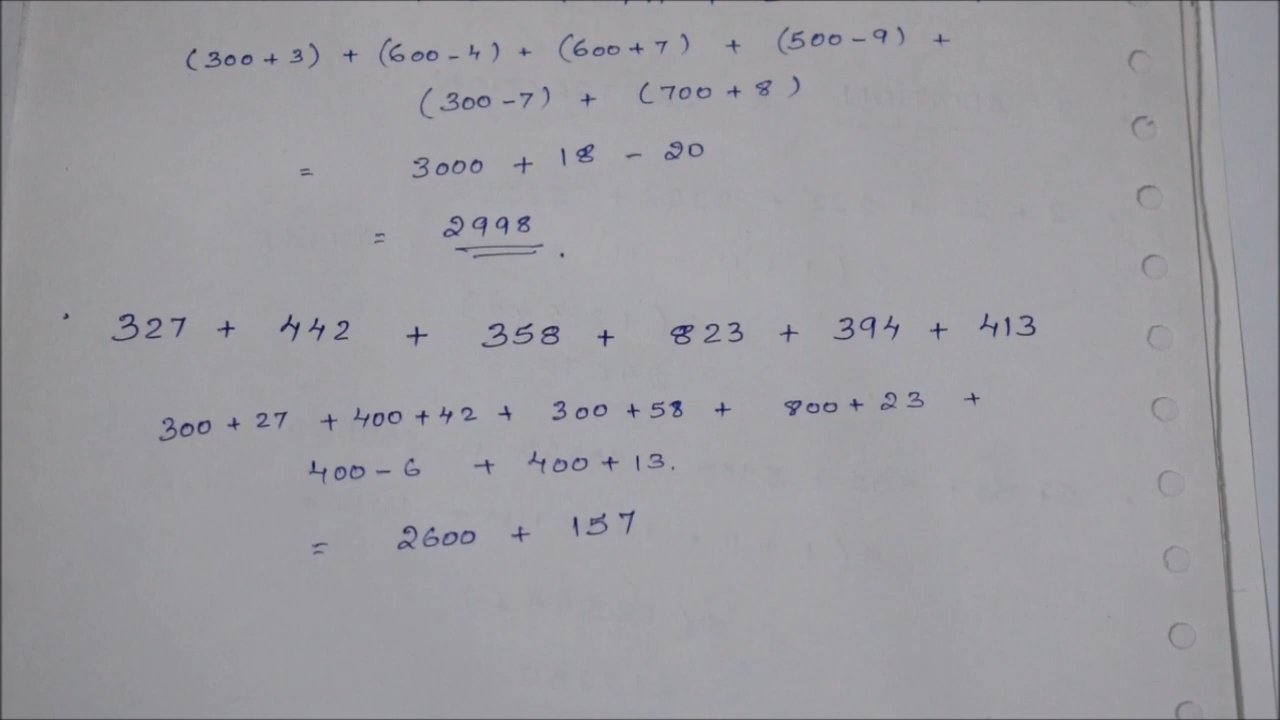 (300 + 3) + (600 - 4) + (600 + 7) + (500 - 9) +
(300 - 7) + (700 + 8)
= 3000 + 18 - 20
= 2998.
327 + 442 + 358 + 823 + 394 + 413
300 + 27 + 400 + 42 + 300 + 58 + 800 + 23 +
400 - 6 + 400 + 13.
= 2600 + 157